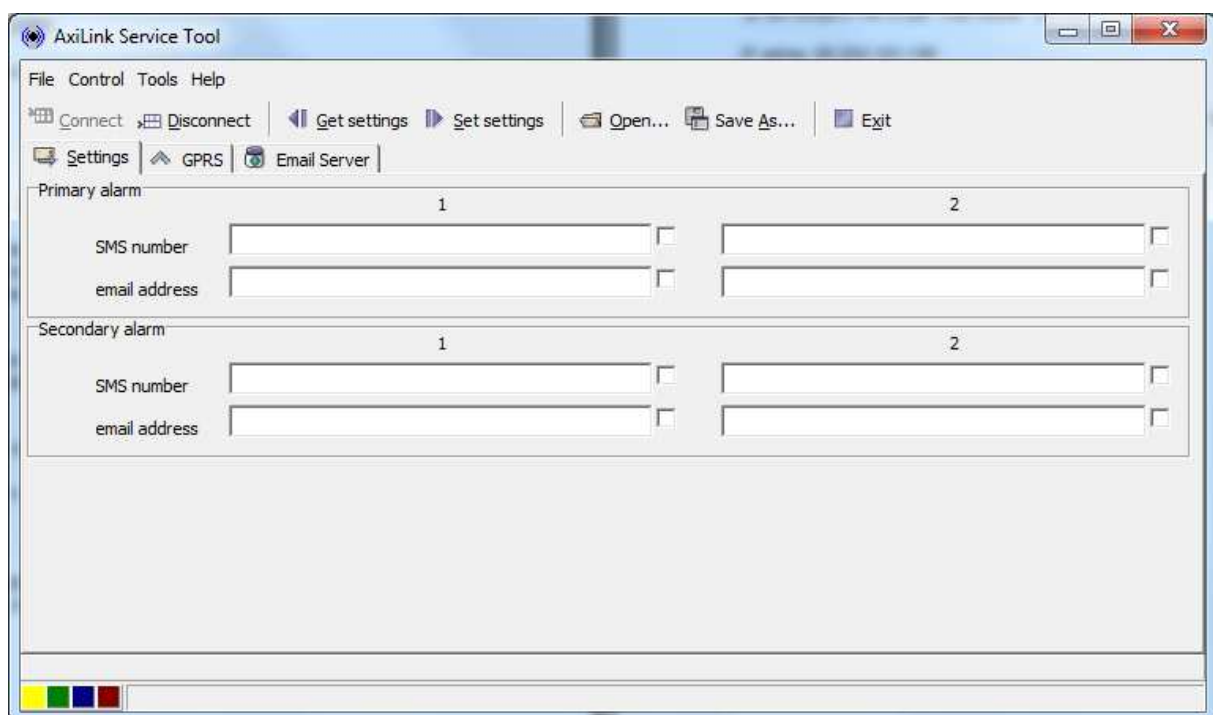 AxiLink Service Tool
File Control Tools Help
Connect Disconnect Get settings Set settings Open... Save As... Exit
Settings GPRS Email Server
Primary alarm
1 2
SMS number
email address
Secondary alarm
1 2
SMS number
email address